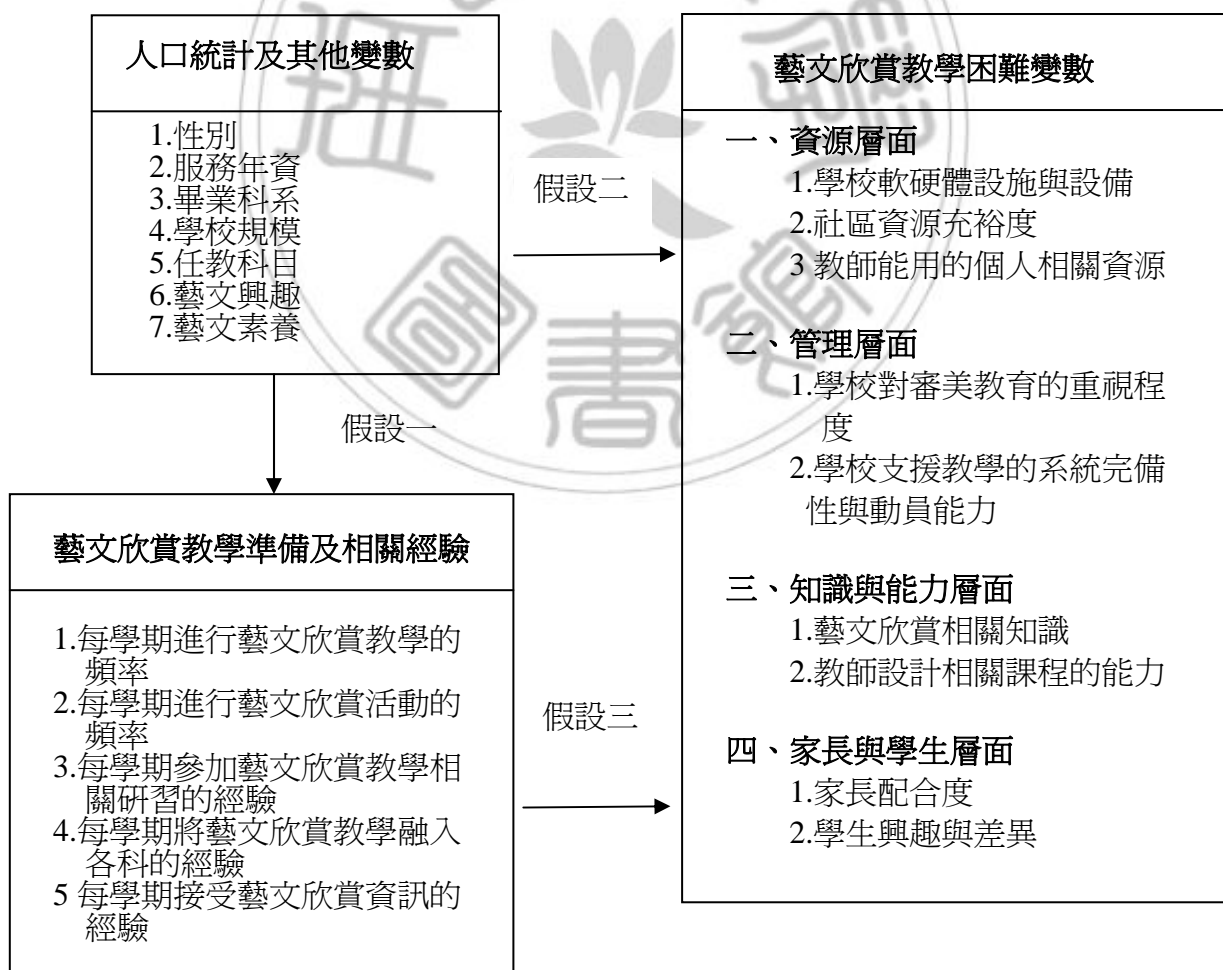 人口統計及其他變數
1.性別
2.服務年資
3.畢業科系
4.學校規模
5.任教科目
6.藝文興趣
7.藝文素養
假設二
假設一
藝文欣賞教學準備及相關經驗
1.每學期進行藝文欣賞教學的
頻率
2.每學期進行藝文欣賞活動的
頻率
3.每學期參加藝文欣賞教學相
關研習的經驗
4.每學期將藝文欣賞教學融入
各科的經驗
5 每學期接受藝文欣賞資訊的
經驗
假設三
藝文欣賞教學困難變數
一、資源層面
1.學校軟硬體設施與設備
2.社區資源充裕度
3 教師能用的個人相關資源
二、管理層面
1.學校對審美教育的重視程
度
2.學校支援教學的系統完備
性與動員能力
三、知識與能力層面
1.藝文欣賞相關知識
2.教師設計相關課程的能力
四、家長與學生層面
1.家長配合度
2.學生興趣與差異
書